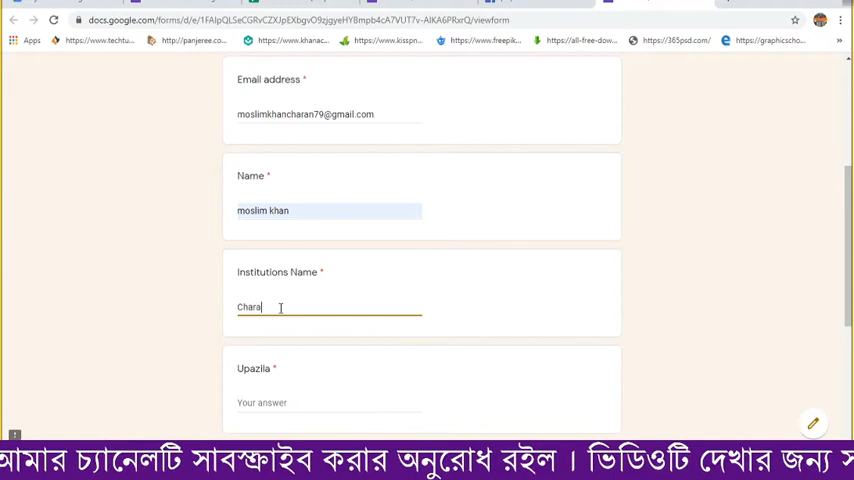 docs.google.com/forms/d/e/1FAIpQLSeCGRvCZXJpEXbgvO9zjgyeHY8mpb4cA7VUT7v-AIKA6PRxrQ/viewform
Apps https://www.techtu... http://panjeree.co... https://www.khanac... https://www.kisspn... https://www.freepik... https://all-free-dow... https://365psd.com/ https://graphicscho... »
Email address *
moslimkhancharan79@gmail.com
Name *
moslim khan
Institutions Name *
Chara
Upazila *
Your answer
আমার চ্যানেলটি সাবস্ক্রাইব করার অনুরোধ রইল । ভিডিওটি দেখার জন্য